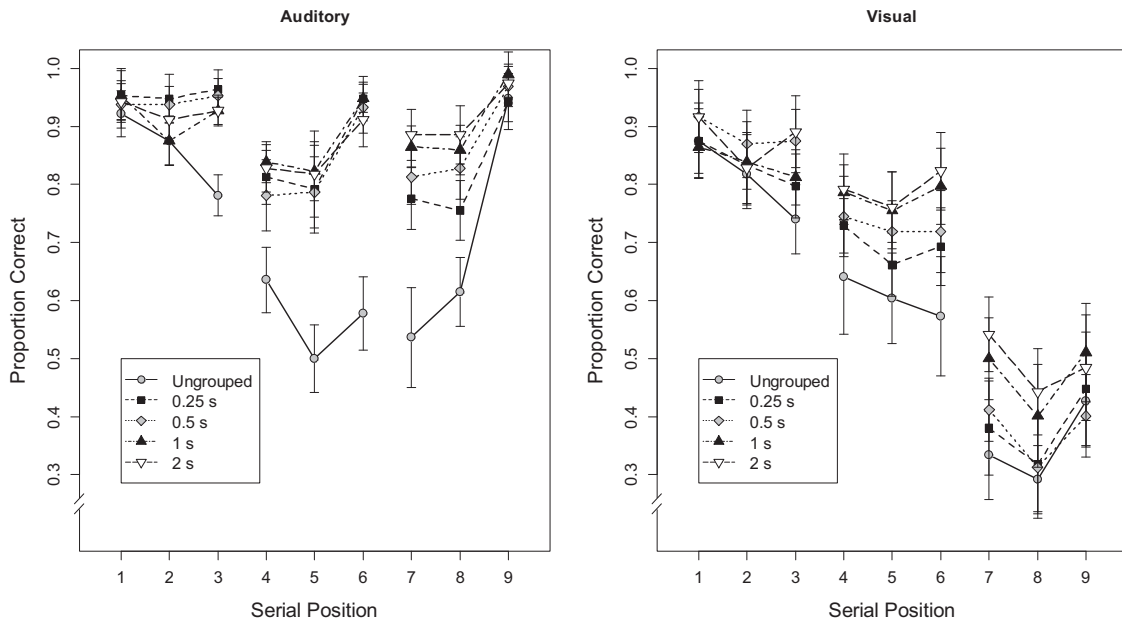 Auditory
Proportion Correct
1.0
0.9
0.8
0.7
0.6
0.5
0.4
0.3
Ungrouped
0.25 s
0.5 s
1 s
2 s
1 2 3 4 5 6 7 8 9
Serial Position
Visual
Proportion Correct
1.0
0.9
0.8
0.7
0.6
0.5
0.4
0.3
Ungrouped
0.25 s
0.5 s
1 s
2 s
1 2 3 4 5 6 7 8 9
Serial Position